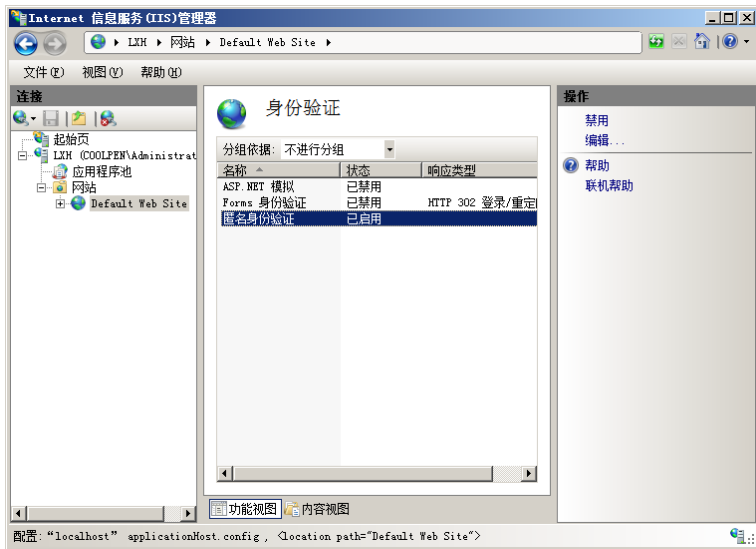 Internet 信息服务(IIS)管理器
LXH 网站 Default Web Site
文件(F) 视图(V) 帮助(H)
连接
起始页
LXH (COOLPEN\Administrat
应用程序池
网站
Default Web Site
身份验证
分组依据: 不进行分组
名称 状态 响应类型
ASP.NET 模拟 已禁用
Forms 身份验证 已禁用 HTTP 302 登录/重定
匿名身份验证 已启用
功能视图 内容视图
操作
禁用
编辑...
帮助
联机帮助
配置:“localhost” applicationHost.config , <location path="Default Web Site">